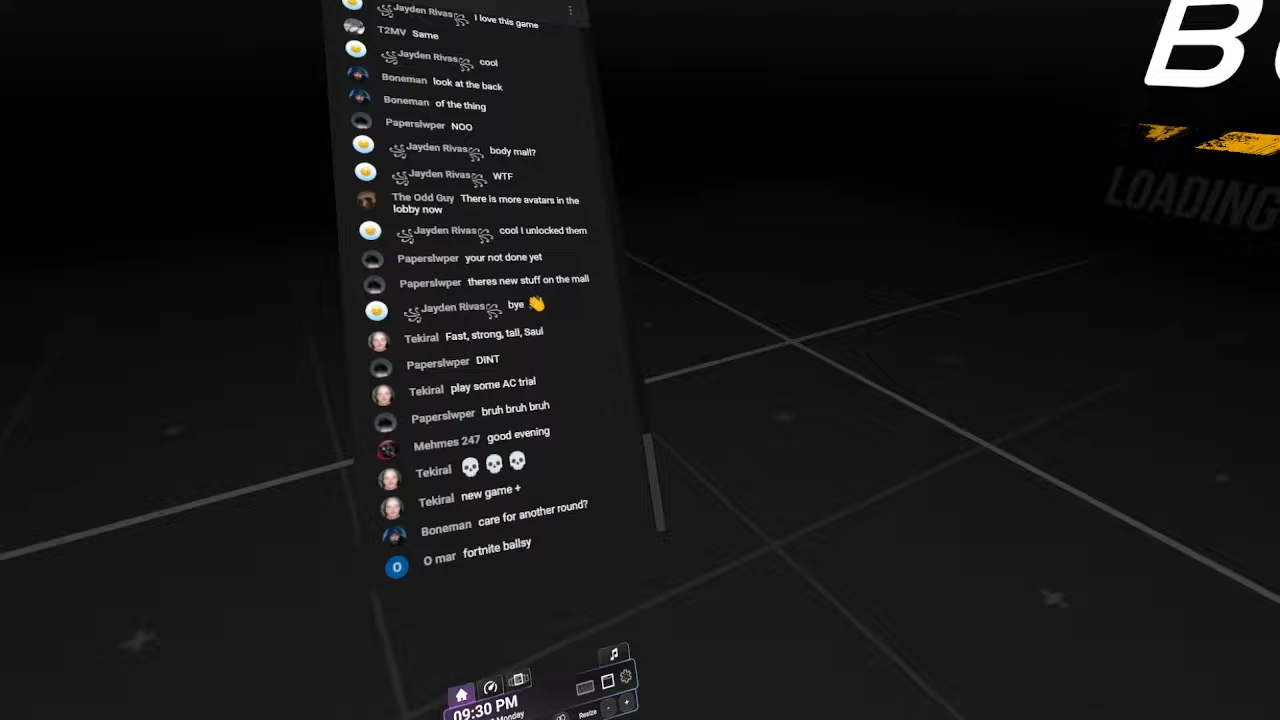 Jayden Rivas I love this game
T2MV Same
Jayden Rivas cool
Boneman look at the back
Boneman of the thing
Paperslwper NOO
Jayden Rivas body mall?
Jayden Rivas WTF
The Odd Guy There is more avatars in the
lobby now
Jayden Rivas cool I unlocked them
Paperslwper your not done yet
Paperslwper theres new stuff on the mall
Jayden Rivas bye 👋
Tekiral Fast, strong, tall, Saul
Paperslwper DINT
Tekiral play some AC trial
Paperslwper bruh bruh bruh
Mehmes 247 good evening
Tekiral 💀 💀 💀
Tekiral new game +
Boneman care for another round?
O O mar fortnite ballsy
B
LOADING
09:30 PM
Monday
Resize - +